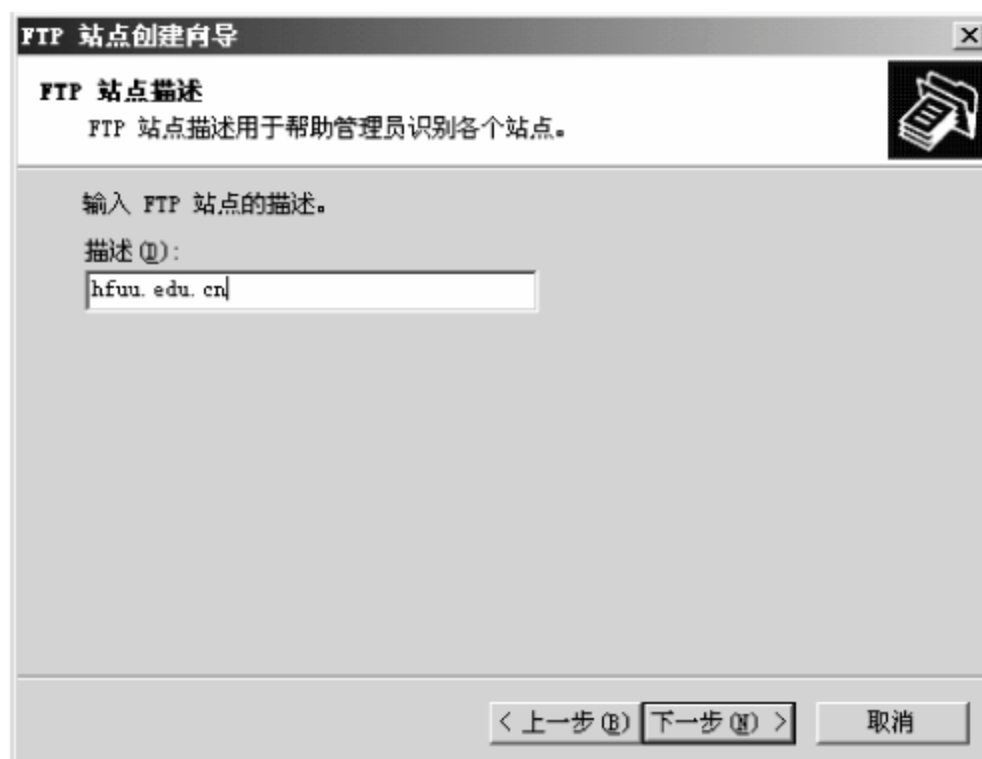 FTP 站点创建向导
FTP 站点描述
FTP 站点描述用于帮助管理员识别各个站点。
输入 FTP 站点的描述。
描述(D):
hfuu.edu.cn
< 上一步(B) 下一步(N) > 取消